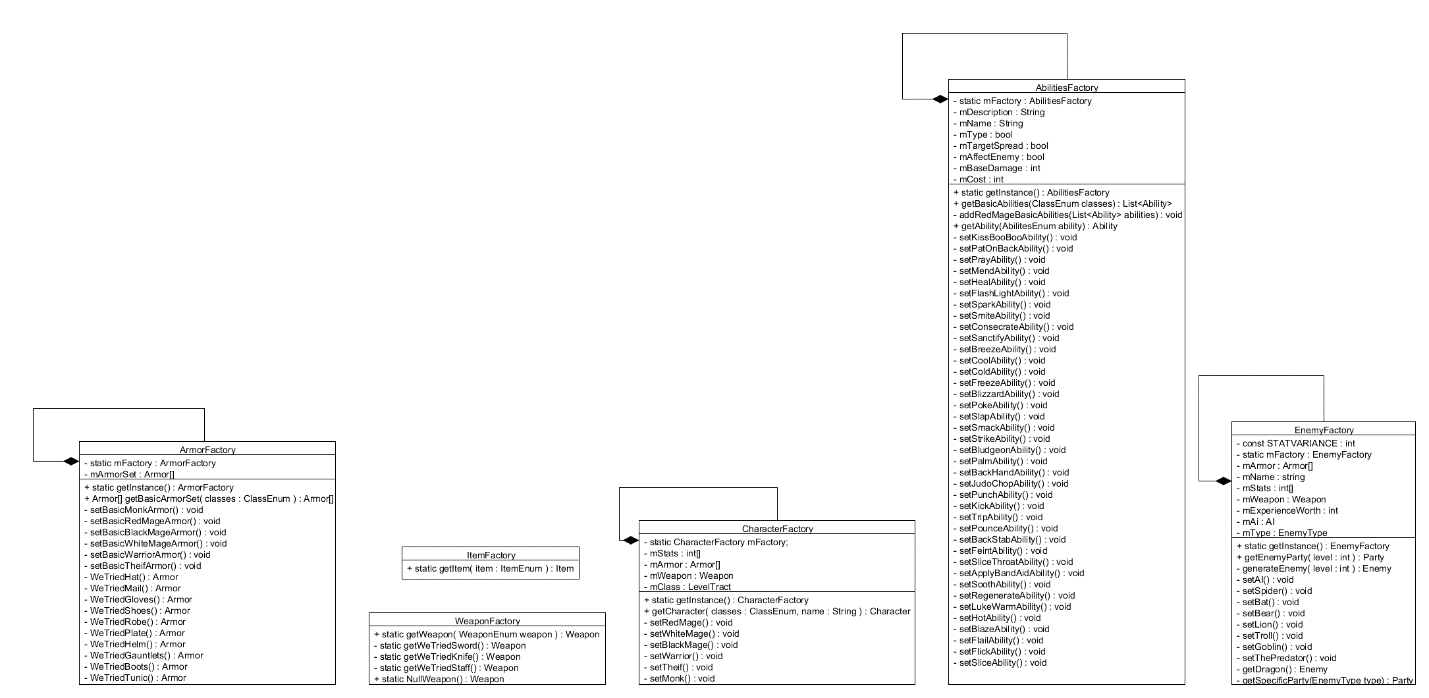 AbilitiesFactory
- static mFactory : AbilitiesFactory
- mDescription : String
- mName : String
- mType : bool
- mTargetSpread : bool
- mAffectEnemy : bool
- mBaseDamage : int
- mCost : int
+ static getInstance() : AbilitiesFactory
+ getBasicAbilities(ClassEnum classes) : List<Ability>
- addRedMageBasicAbilities(List<Ability> abilities) : void
+ getAbility(AbilitesEnum ability) : Ability
- setKissBooBooAbility() : void
- setPatOnBackAbility() : void
- setPrayAbility() : void
- setMendAbility() : void
- setHealAbility() : void
- setFlashLightAbility() : void
- setSparkAbility() : void
- setSmiteAbility() : void
- setConsecrateAbility() : void
- setSanctifyAbility() : void
- setBreezeAbility() : void
- setCoolAbility() : void
- setColdAbility() : void
- setFreezeAbility() : void
- setBlizzardAbility() : void
- setPokeAbility() : void
- setSlapAbility() : void
- setSmackAbility() : void
- setStrikeAbility() : void
- setBludgeonAbility() : void
- setPalmAbility() : void
- setBackHandAbility() : void
- setJudoChopAbility() : void
- setPunchAbility() : void
- setKickAbility() : void
- setTripAbility() : void
- setPounceAbility() : void
- setBackStabAbility() : void
- setFeintAbility() : void
- setSliceThroatAbility() : void
- setApplyBandAidAbility() : void
- setSoothAbility() : void
- setRegenerateAbility() : void
- setLukeWarmAbility() : void
- setHotAbility() : void
- setBlazeAbility() : void
- setFlailAbility() : void
- setFlickAbility() : void
- setSliceAbility() : void
ArmorFactory
- static mFactory : ArmorFactory
- mArmorSet : Armor[]
+ static getInstance() : ArmorFactory
+ Armor[] getBasicArmorSet( classes : ClassEnum ) : Armor[]
- setBasicMonkArmor() : void
- setBasicRedMageArmor() : void
- setBasicBlackMageArmor() : void
- setBasicWhiteMageArmor() : void
- setBasicWarriorArmor() : void
- setBasicTheifArmor() : void
- WeTriedHat() : Armor
- WeTriedMail() : Armor
- WeTriedGloves() : Armor
- WeTriedShoes() : Armor
- WeTriedRobe() : Armor
- WeTriedPlate() : Armor
- WeTriedHelm() : Armor
- WeTriedGauntlets() : Armor
- WeTriedBoots() : Armor
- WeTriedTunic() : Armor
ItemFactory
+ static getItem( item : ItemEnum ) : Item
WeaponFactory
+ static getWeapon( WeaponEnum weapon ) : Weapon
- static getWeTriedSword() : Weapon
- static getWeTriedKnife() : Weapon
- static getWeTriedStaff() : Weapon
+ static NullWeapon() : Weapon
CharacterFactory
- static CharacterFactory mFactory;
- mStats : int[]
- mArmor : Armor[]
- mWeapon : Weapon
- mClass : LevelTract
+ static getInstance() : CharacterFactory
+ getCharacter( classes : ClassEnum, name : String ) : Character
- setRedMage() : void
- setWhiteMage() : void
- setBlackMage() : void
- setWarrior() : void
- setTheif() : void
- setMonk() : void
EnemyFactory
- const STATVARIANCE : int
- static mFactory : EnemyFactory
- mArmor : Armor[]
- mName : string
- mStats : int[]
- mWeapon : Weapon
- mExperienceWorth : int
- mAi : AI
- mType : EnemyType
+ static getInstance() : EnemyFactory
+ getEnemyParty( level : int ) : Party
- generateEnemy( level : int ) : Enemy
- setAI() : void
- setSpider() : void
- setBat() : void
- setBear() : void
- setLion() : void
- setTroll() : void
- setGoblin() : void
- setThePredator() : void
- getDragon() : Enemy
- getSpecificParty(EnemyType type) : Party